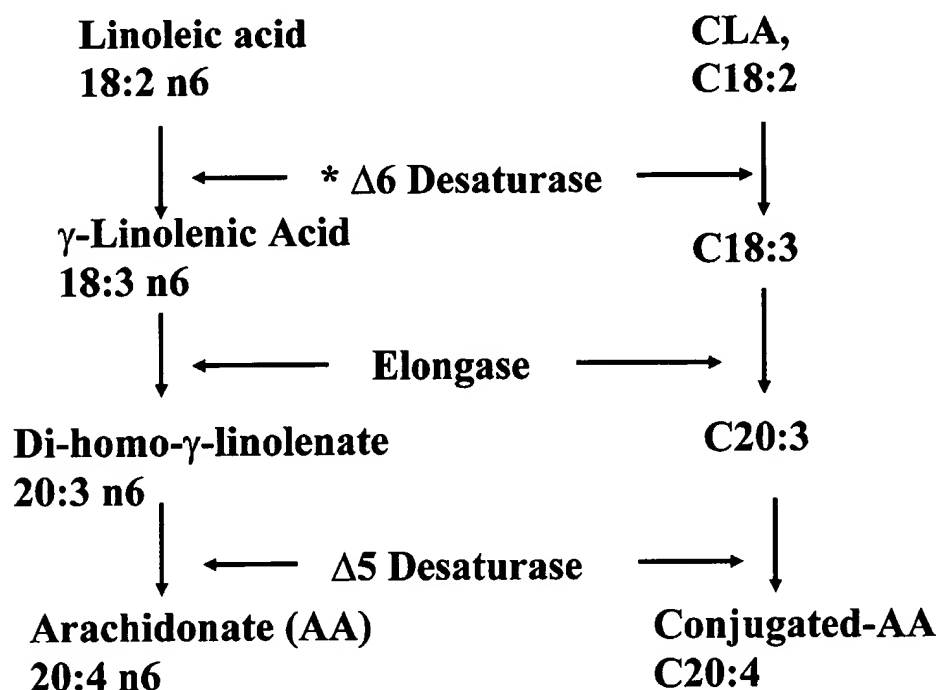 Linoleic acid
18:2 n6
CLA,
C18:2
* Δ6 Desaturase
γ-Linolenic Acid
18:3 n6
C18:3
Elongase
Di-homo-γ-linolenate
20:3 n6
C20:3
Δ5 Desaturase
Arachidonate (AA)
20:4 n6
Conjugated-AA
C20:4